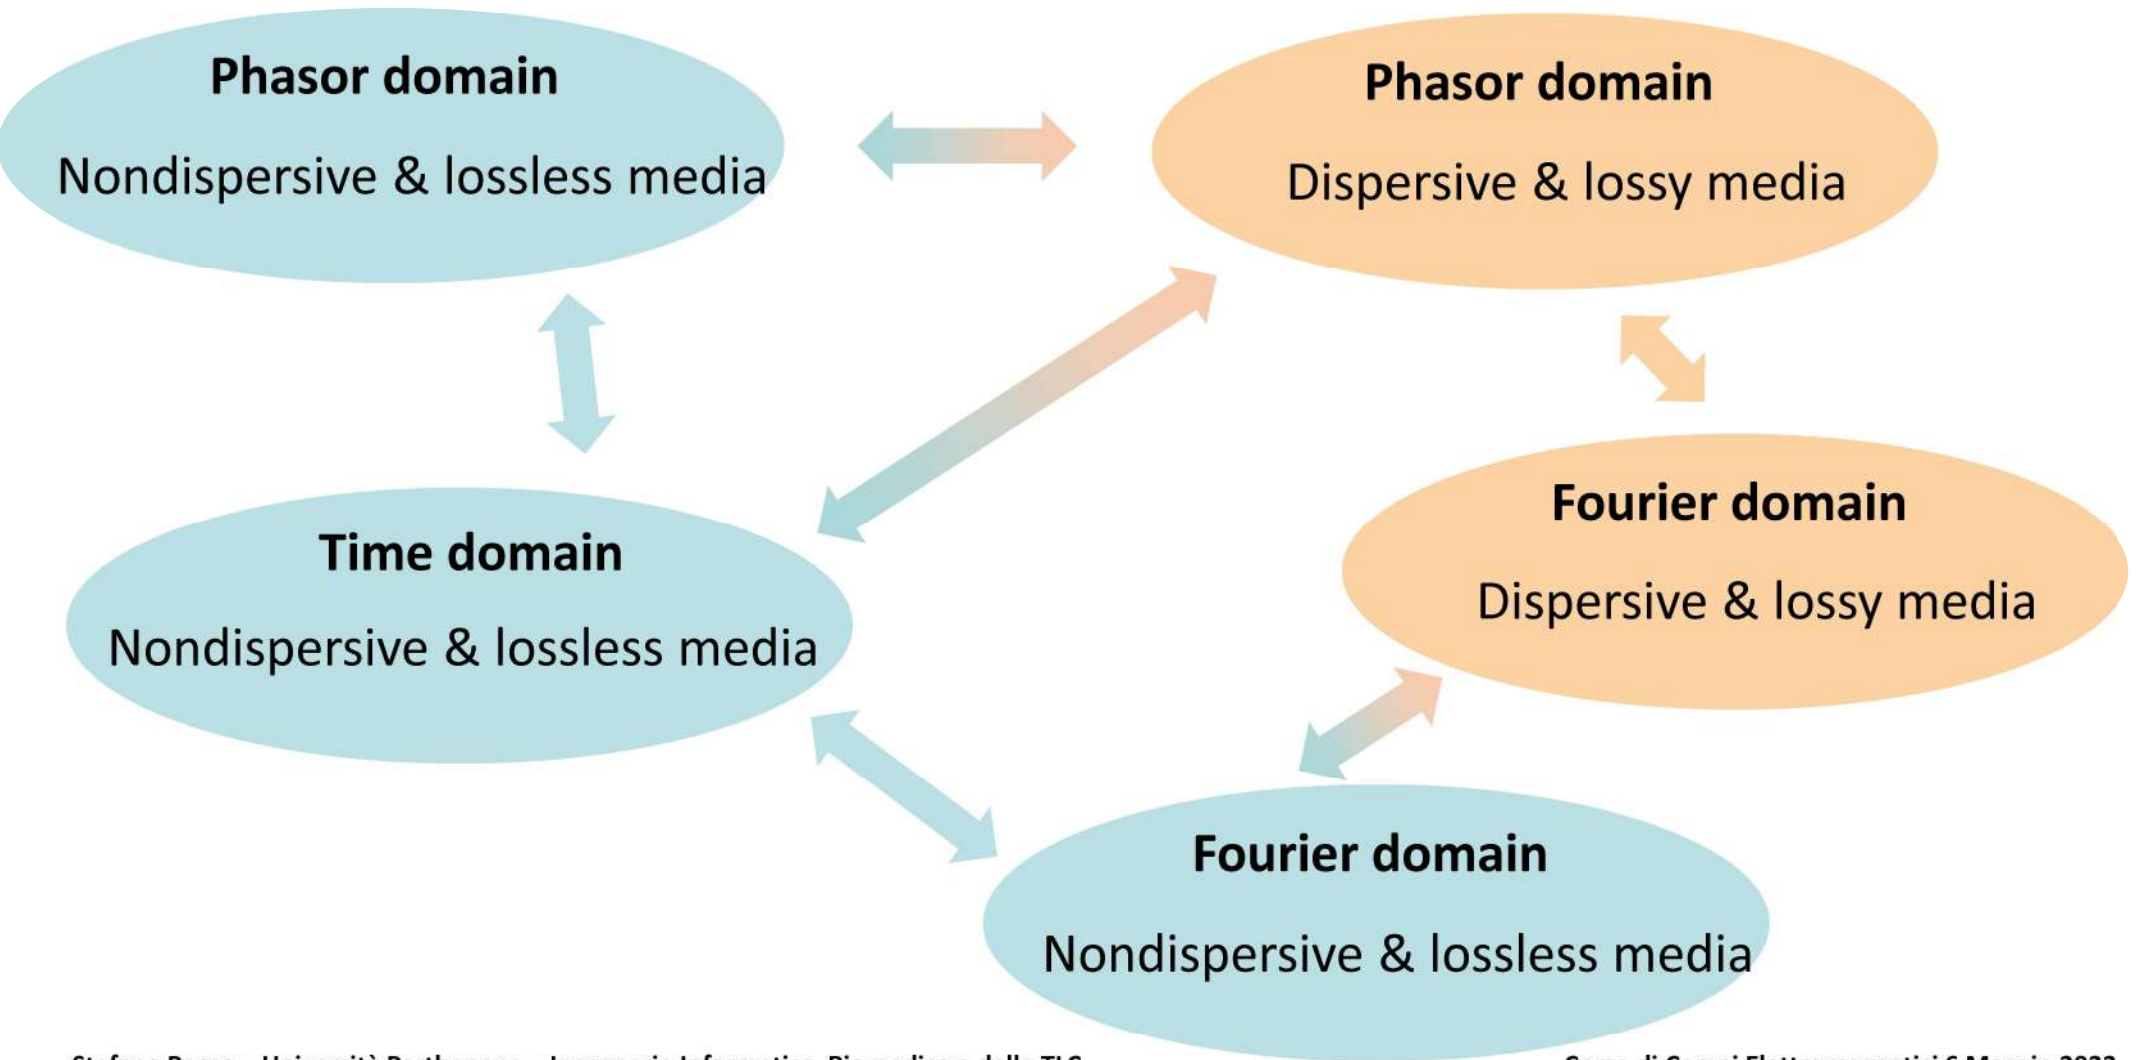 Phasor domain
Nondispersive & lossless media
Phasor domain
Dispersive & lossy media
Time domain
Nondispersive & lossless media
Fourier domain
Dispersive & lossy media
Fourier domain
Nondispersive & lossless media